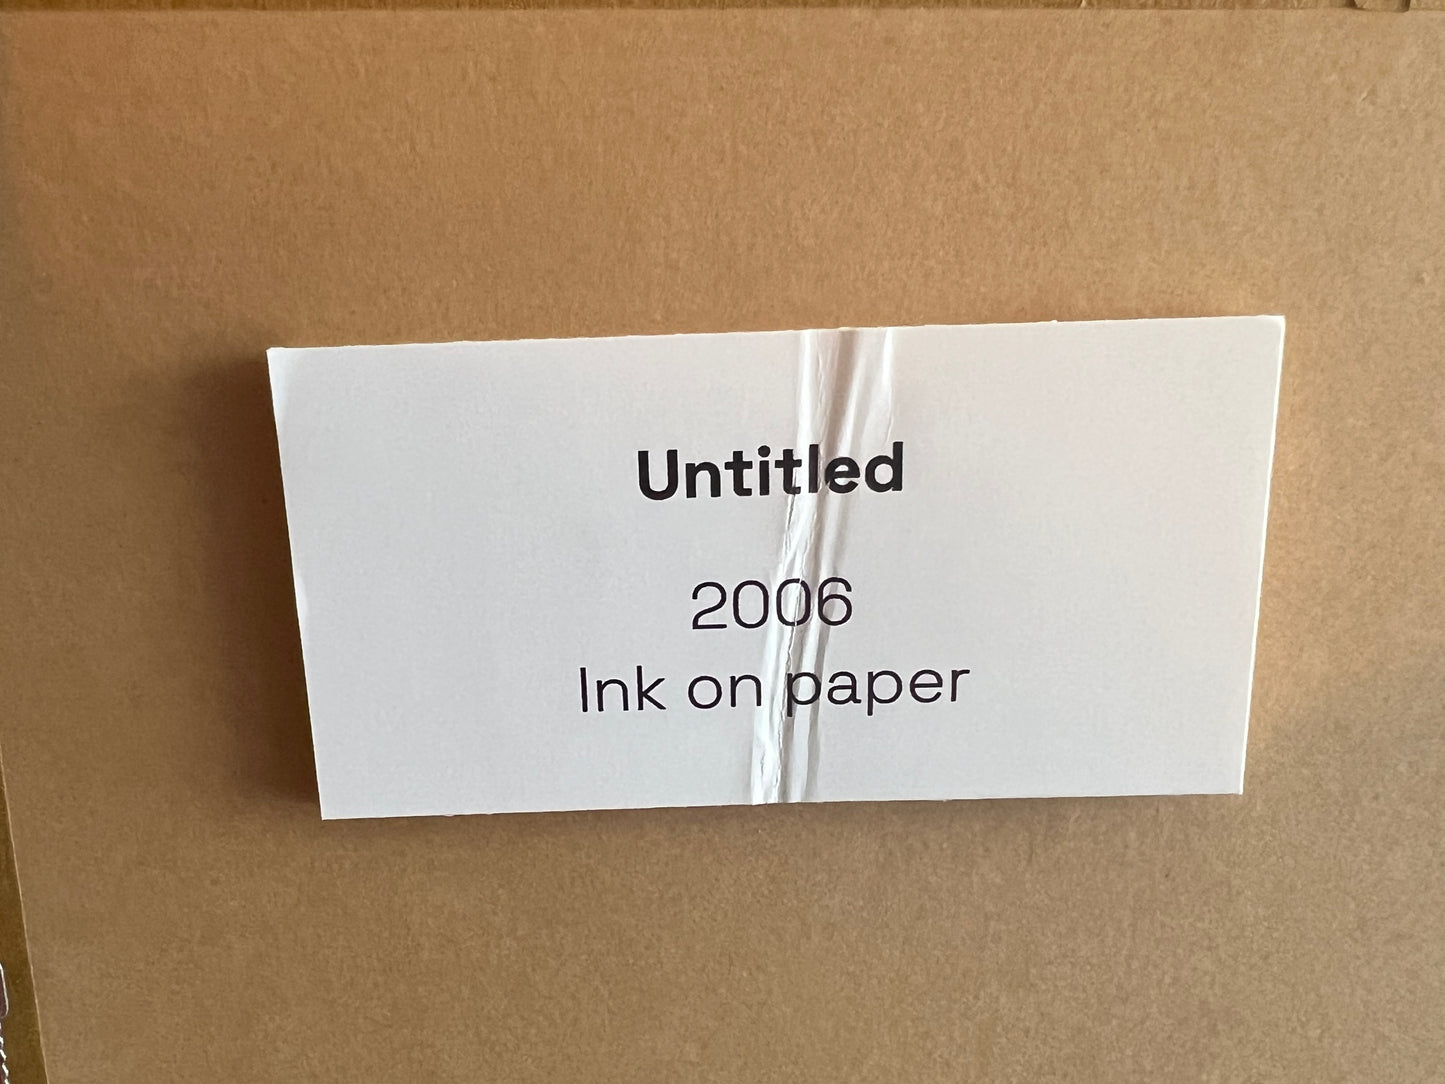 Untitled
2006
Ink on paper